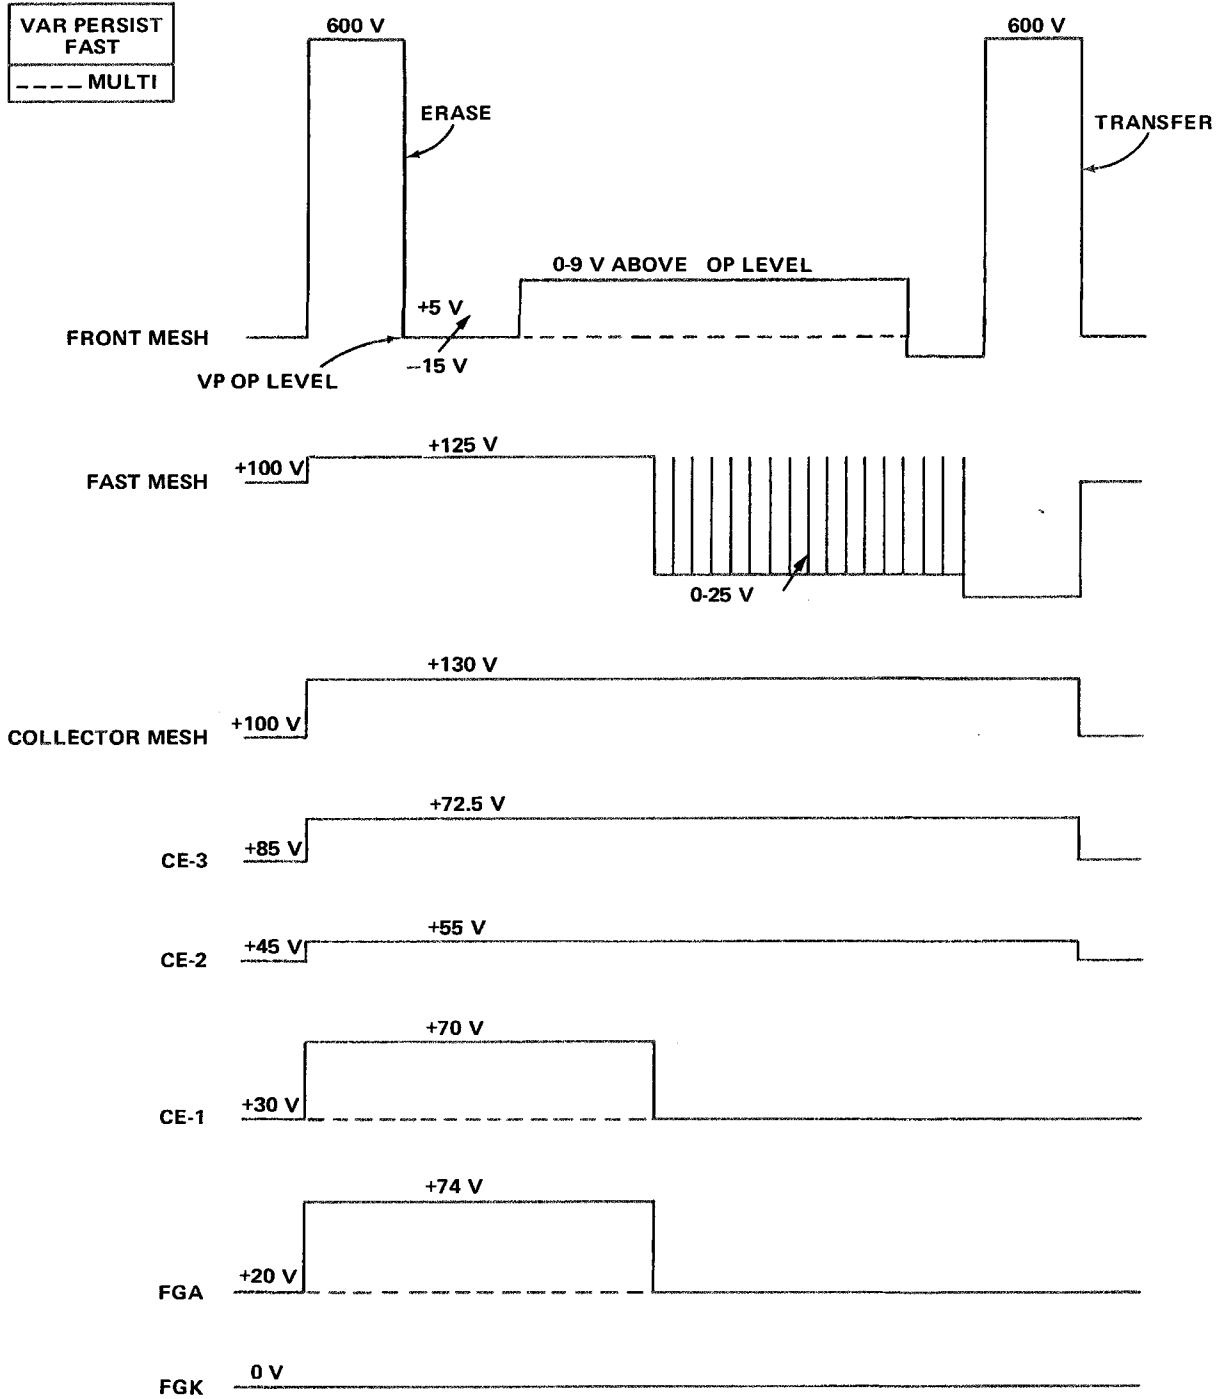 VAR PERSIST
FAST
---- MULTI
600 V
600 V
ERASE
TRANSFER
0-9 V ABOVE OP LEVEL
+5 V
FRONT MESH
-15 V
VP OP LEVEL
+125 V
+100 V
FAST MESH
0-25 V
+130 V
+100 V
COLLECTOR MESH
+72.5 V
+85 V
CE-3
+55 V
+45 V
CE-2
+70 V
+30 V
CE-1
+74 V
+20 V
FGA
0 V
FGK